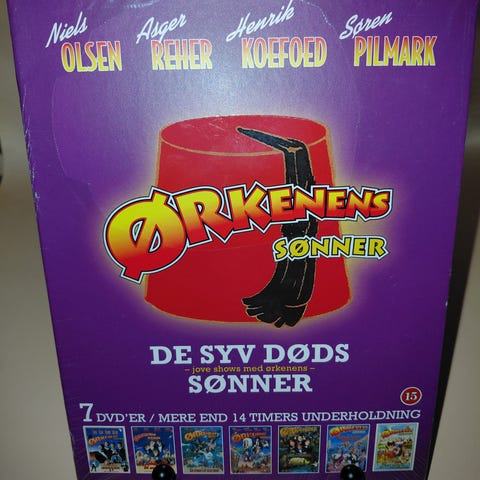 Niels Asger Henrik Søren
OLSEN REHER KOEFOED PILMARK
ØRKENENS
SØNNER
DE SYV DØDS
– jove shows med ørkenens –
SØNNER
15
7 DVD'ER / MERE END 14 TIMERS UNDERHOLDNING